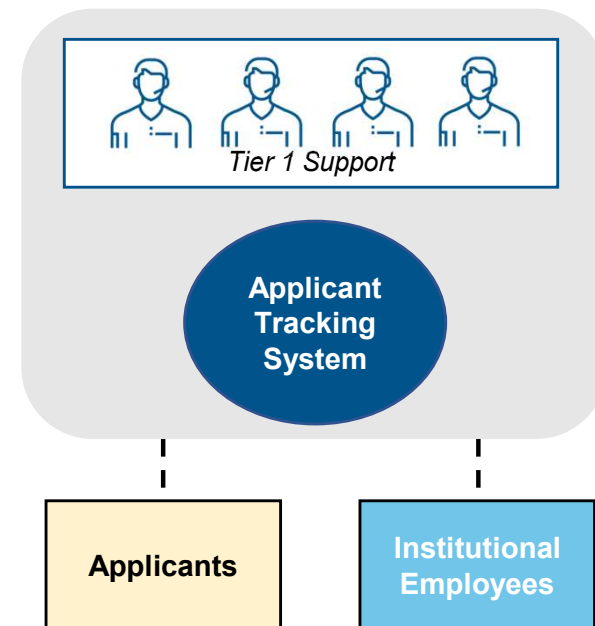 Tier 1 Support
Applicant
Tracking
System
Applicants
Institutional
Employees